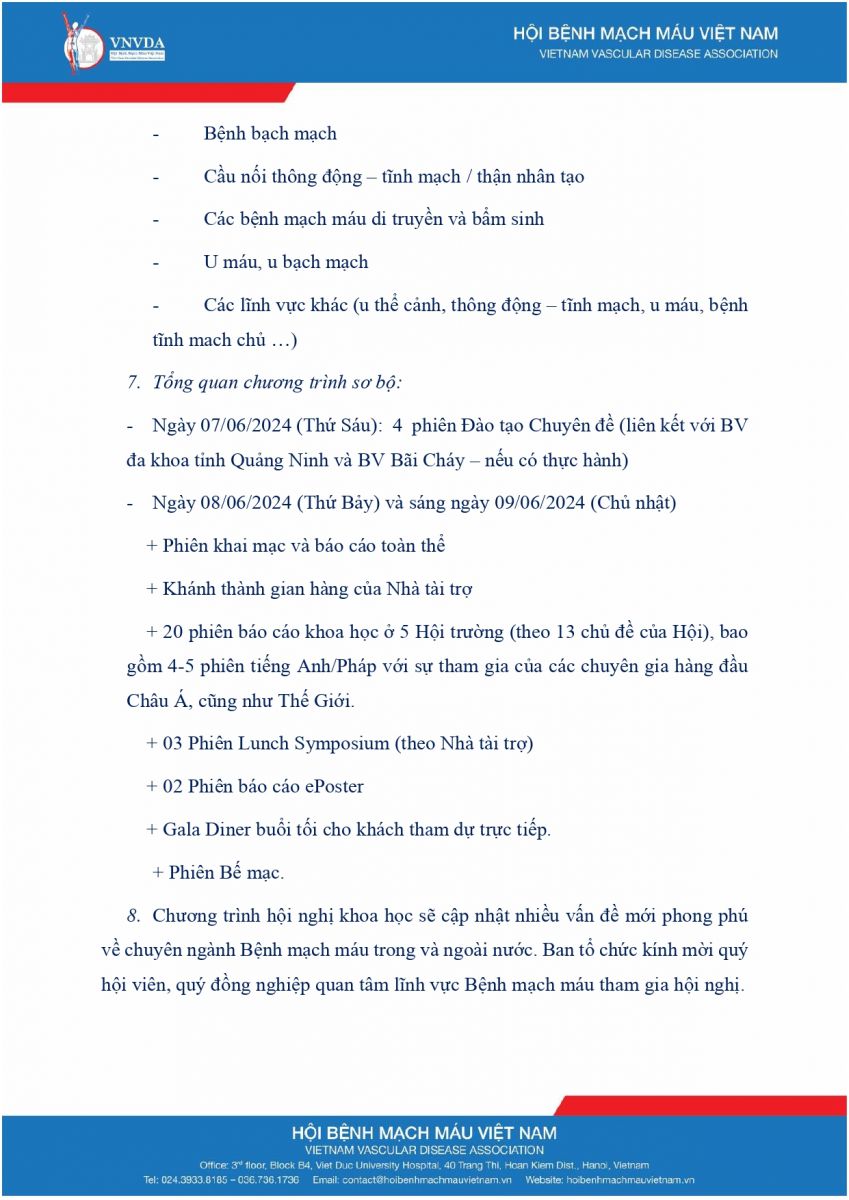 VNVDA
HỘI BỆNH MẠCH MÁU VIỆT NAM
VIETNAM VASCULAR DISEASE ASSOCIATION
- Bệnh bạch mạch
- Cầu nối thông động – tĩnh mạch / thận nhân tạo
- Các bệnh mạch máu di truyền và bẩm sinh
- U máu, u bạch mạch
- Các lĩnh vực khác (u thể cảnh, thông động – tĩnh mạch, u máu, bệnh
tĩnh mach chủ …)
7. Tổng quan chương trình sơ bộ:
- Ngày 07/06/2024 (Thứ Sáu): 4 phiên Đào tạo Chuyên đề (liên kết với BV
đa khoa tỉnh Quảng Ninh và BV Bãi Cháy – nếu có thực hành)
- Ngày 08/06/2024 (Thứ Bảy) và sáng ngày 09/06/2024 (Chủ nhật)
+ Phiên khai mạc và báo cáo toàn thể
+ Khánh thành gian hàng của Nhà tài trợ
+ 20 phiên báo cáo khoa học ở 5 Hội trường (theo 13 chủ đề của Hội), bao
gồm 4-5 phiên tiếng Anh/Pháp với sự tham gia của các chuyên gia hàng đầu
Châu Á, cũng như Thế Giới.
+ 03 Phiên Lunch Symposium (theo Nhà tài trợ)
+ 02 Phiên báo cáo ePoster
+ Gala Diner buổi tối cho khách tham dự trực tiếp.
+ Phiên Bế mạc.
8. Chương trình hội nghị khoa học sẽ cập nhật nhiều vấn đề mới phong phú
về chuyên ngành Bệnh mạch máu trong và ngoài nước. Ban tổ chức kính mời quý
hội viên, quý đồng nghiệp quan tâm lĩnh vực Bệnh mạch máu tham gia hội nghị.
HỘI BỆNH MẠCH MÁU VIỆT NAM
VIETNAM VASCULAR DISEASE ASSOCIATION
Office: 3rd floor, Block B4, Viet Duc University Hospital, 40 Trang Thi, Hoan Kiem Dist., Hanoi, Vietnam
Tel: 024.3933.8185 – 036.736.1736 Email: contact@hoibenhmachmauvietnam.vn Website: hoibenhmachmauvietnam.vn